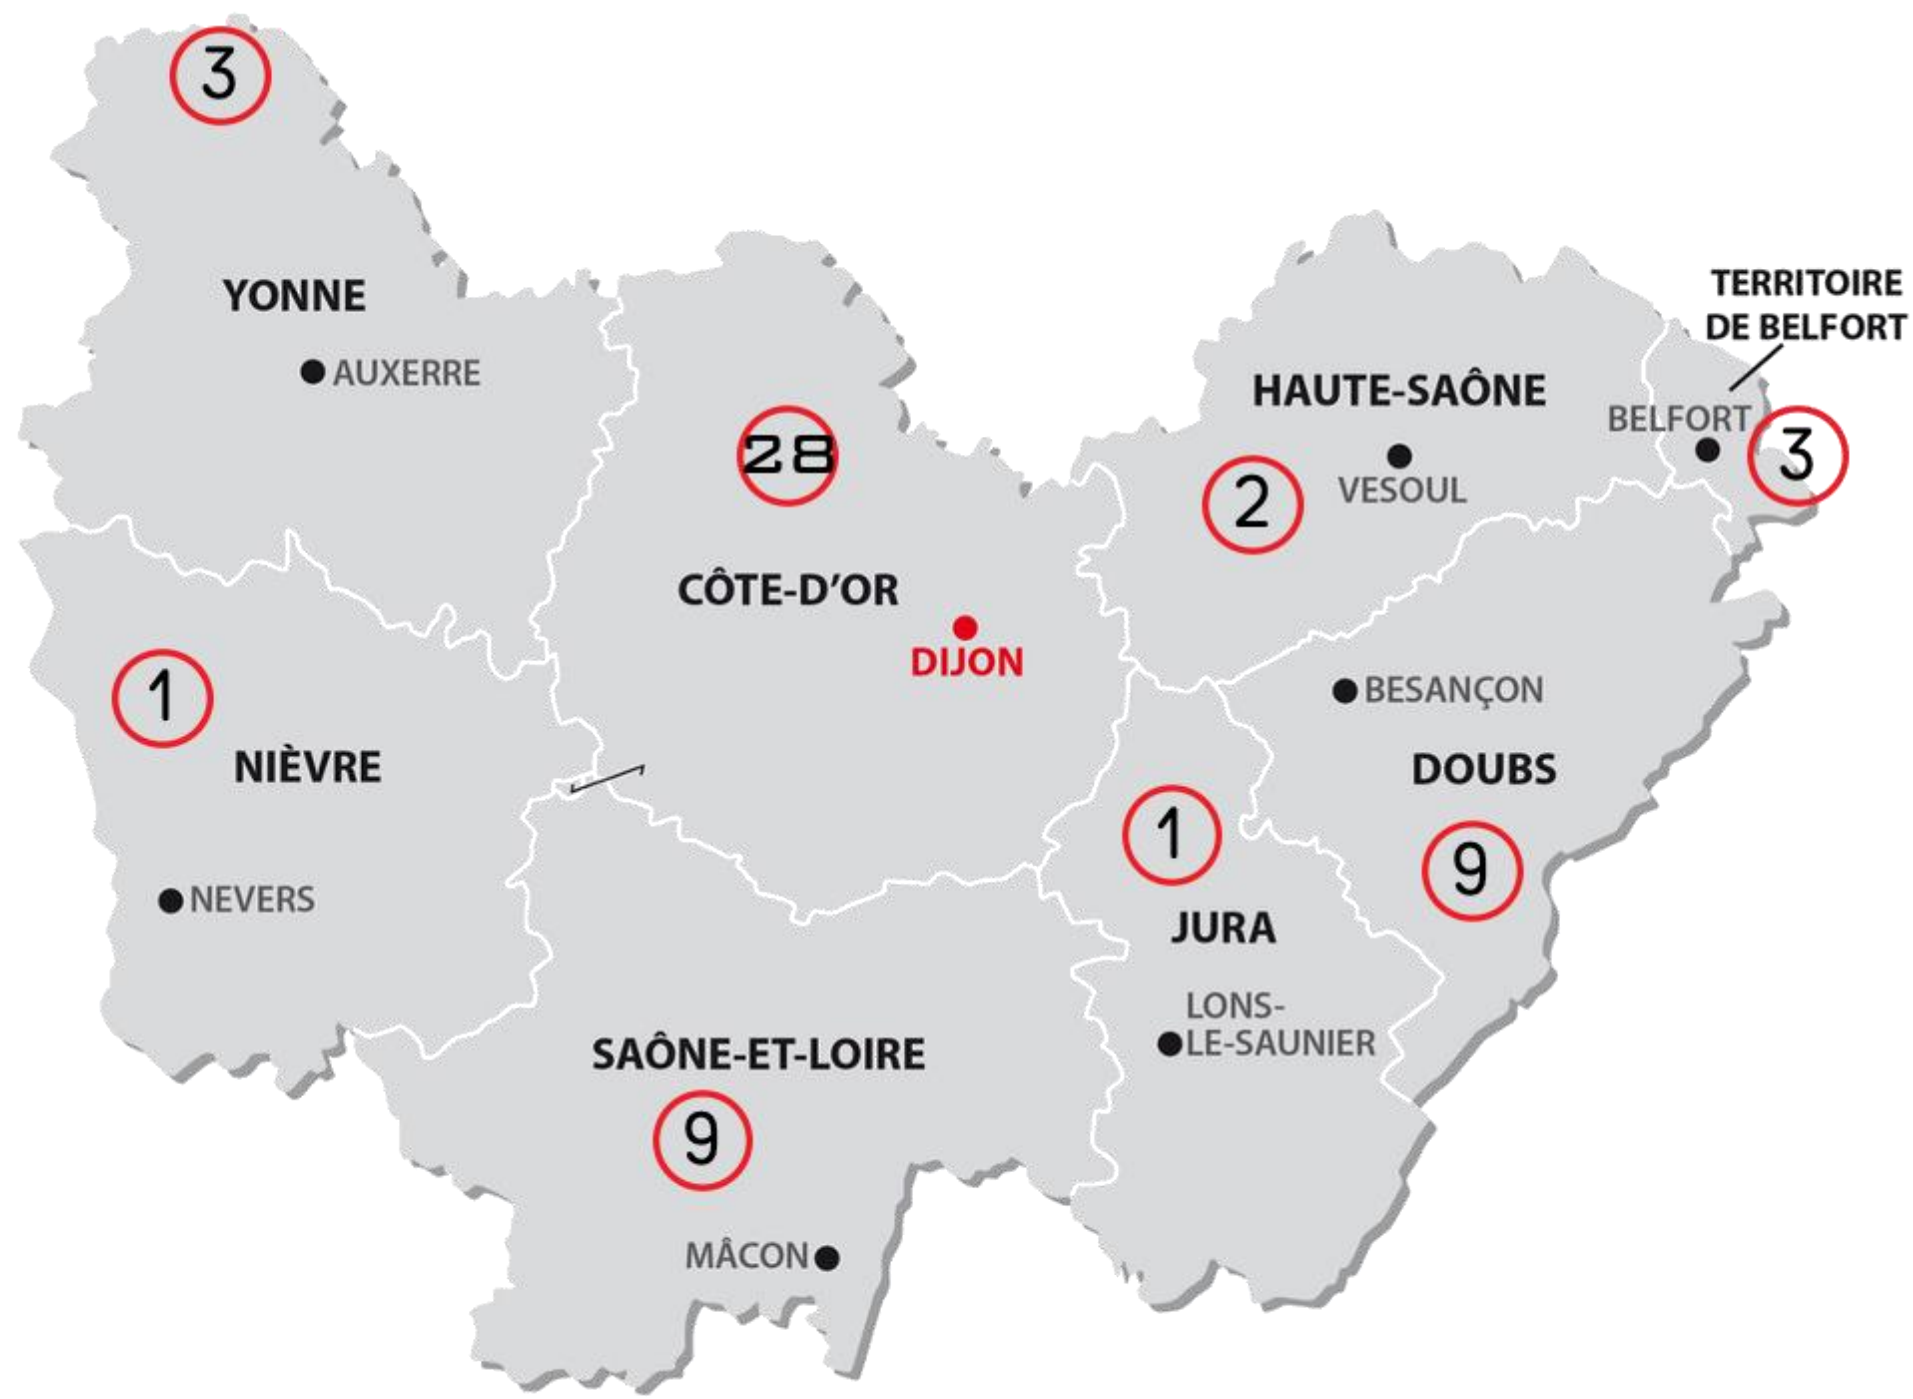 3
YONNE
AUXERRE
28
CÔTE-D'OR
DIJON
HAUTE-SAÔNE
2
VESOUL
TERRITOIRE
DE BELFORT
BELFORT
3
1
NIÈVRE
NEVERS
BESANÇON
DOUBS
9
1
JURA
LONS-
LE-SAUNIER
SAÔNE-ET-LOIRE
9
MÂCON